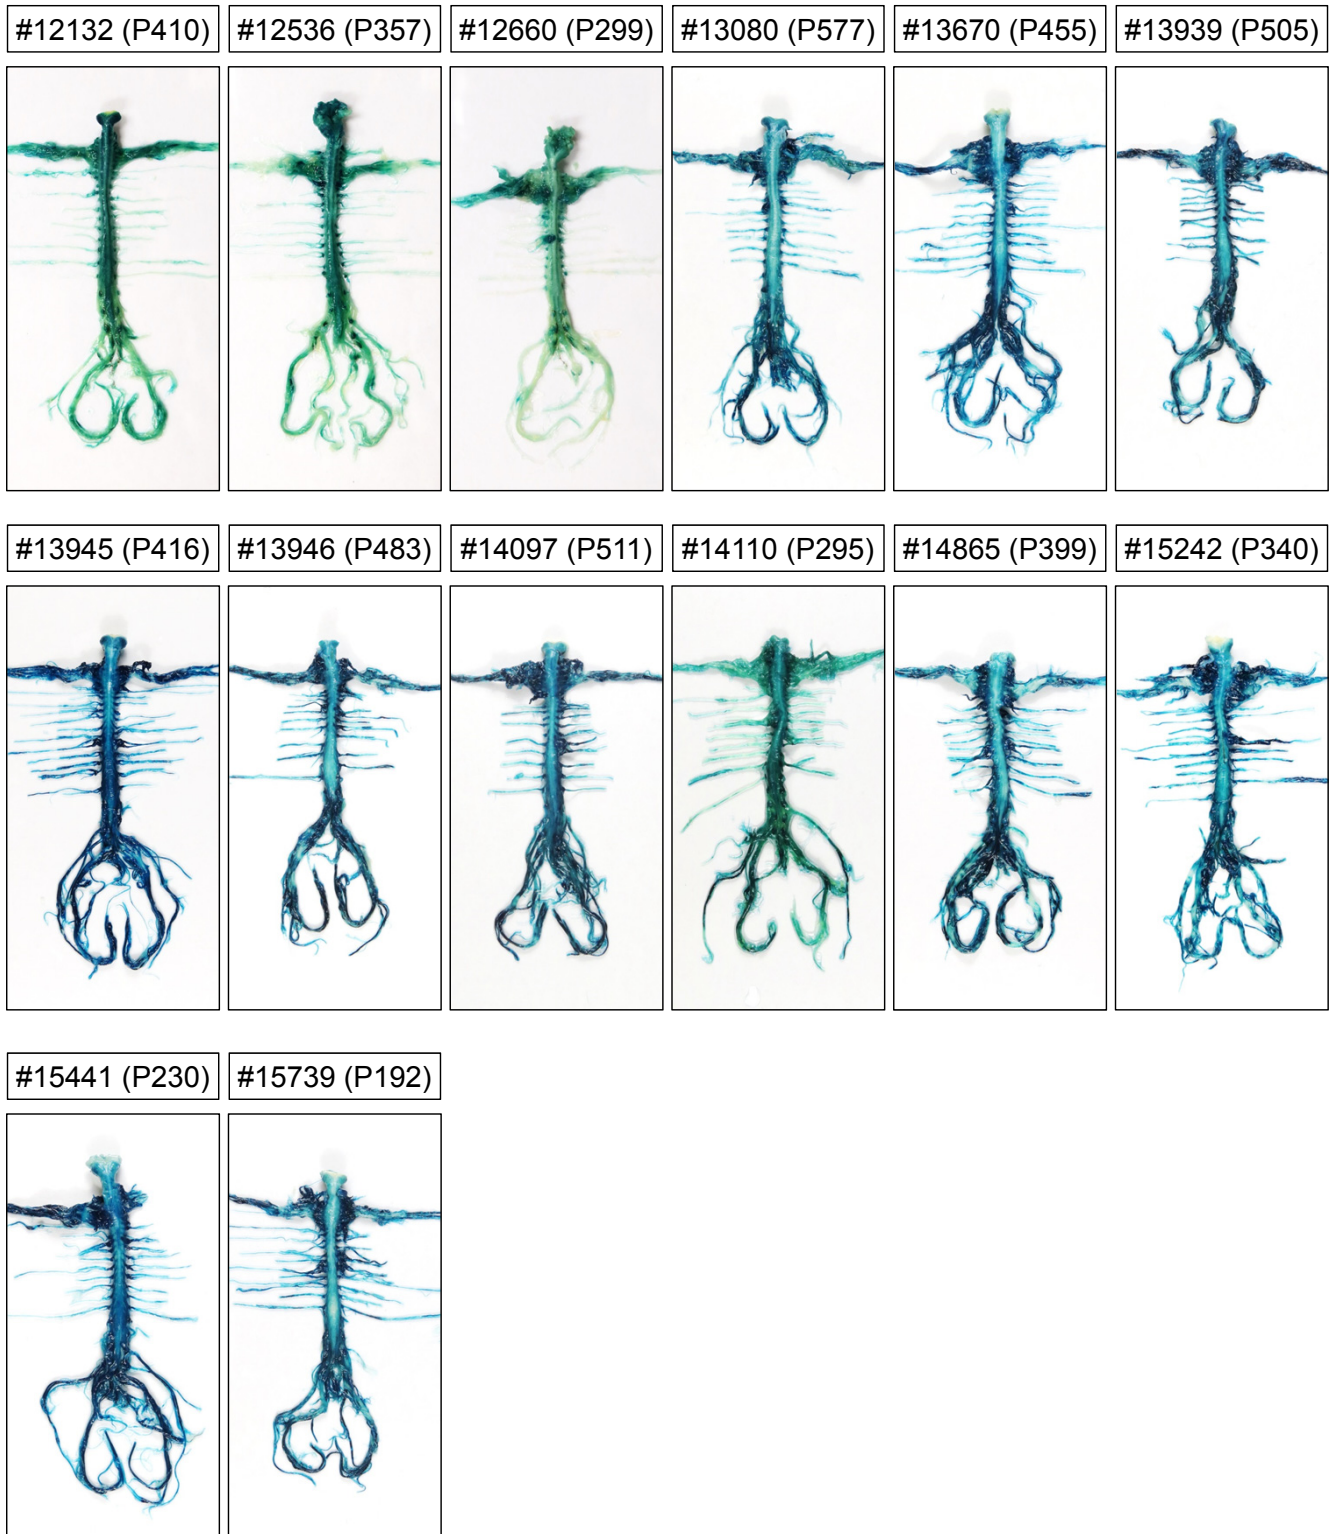 #12132 (P410)
#12536 (P357)
#12660 (P299)
#13080 (P577)
#13670 (P455)
#13939 (P505)
#13945 (P416)
#13946 (P483)
#14097 (P511)
#14110 (P295)
#14865 (P399)
#15242 (P340)
#15441 (P230)
#15739 (P192)